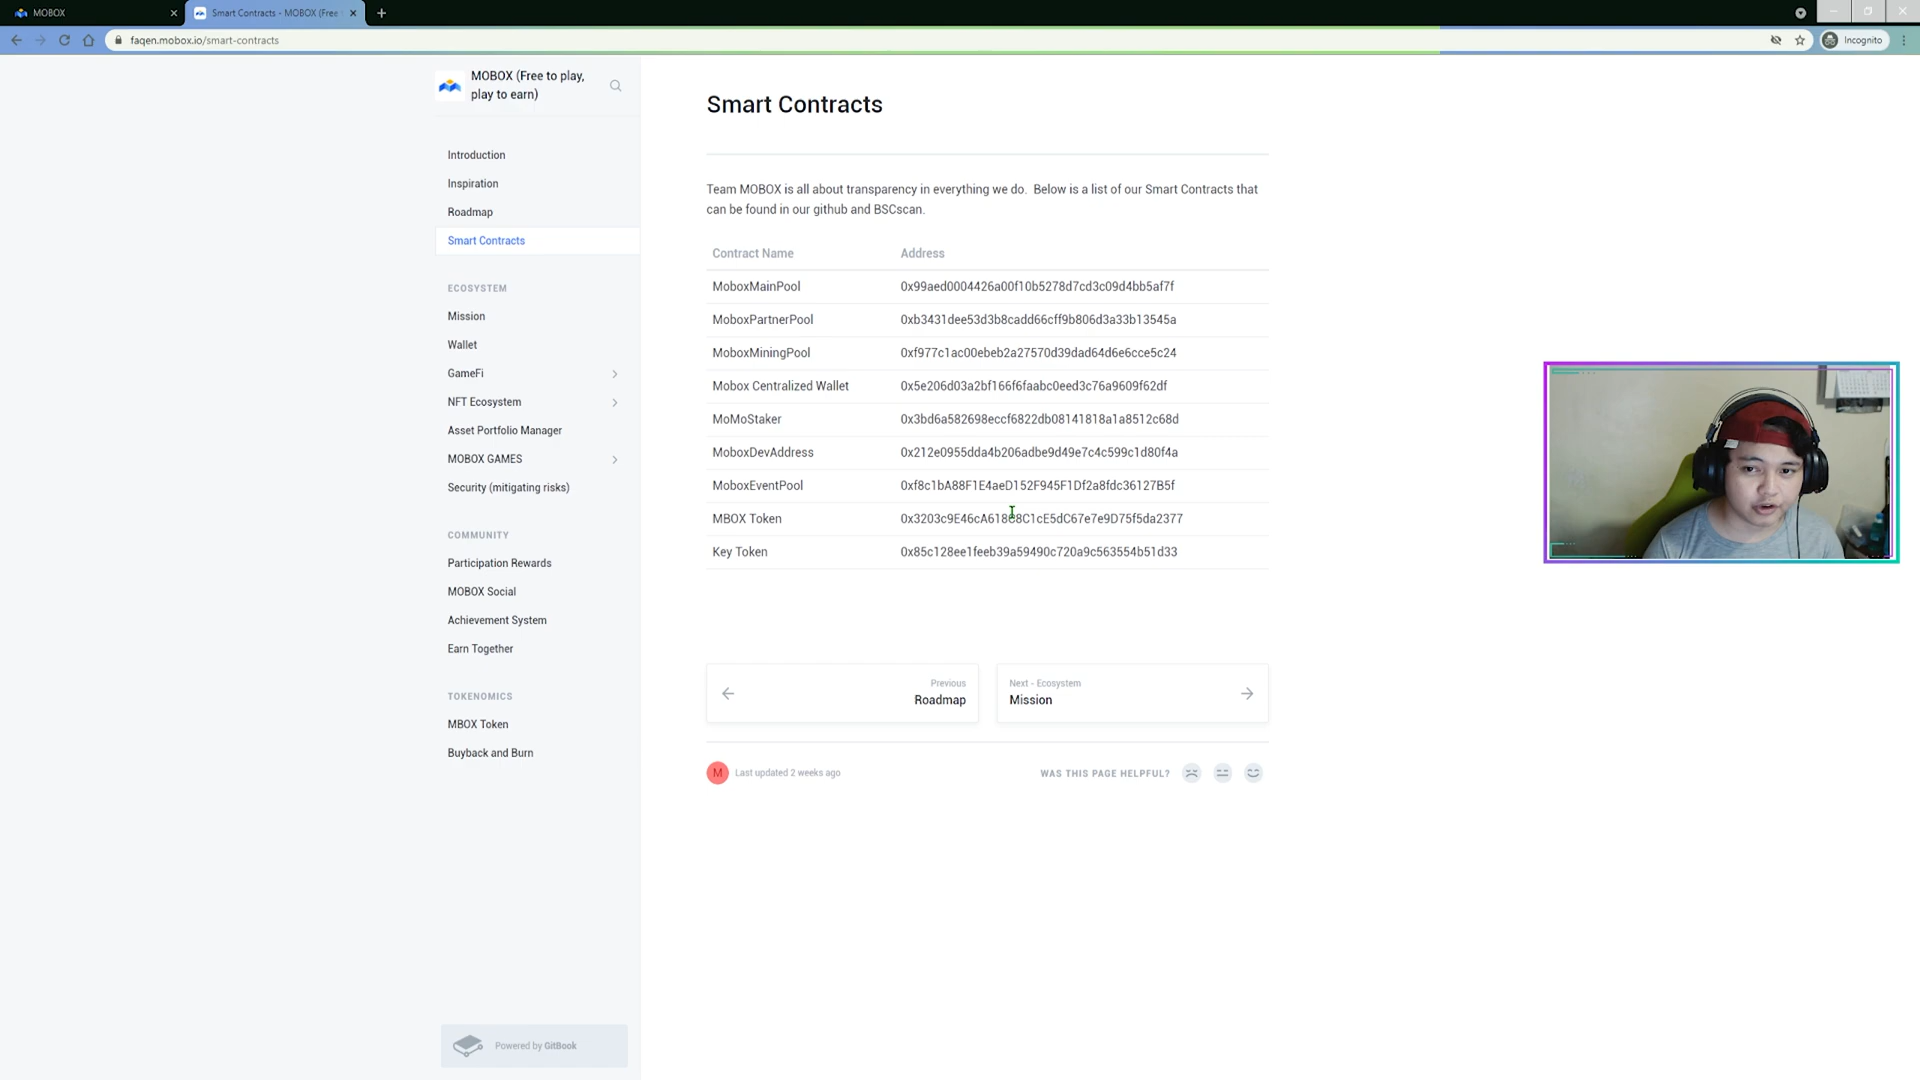 MOBOX
Smart Contracts - MOBOX (Free
faqen.mobox.io/smart-contracts
Incognito
MOBOX (Free to play,
play to earn)
Introduction
Inspiration
Roadmap
Smart Contracts
ECOSYSTEM
Mission
Wallet
GameFi
NFT Ecosystem
Asset Portfolio Manager
MOBOX GAMES
Security (mitigating risks)
COMMUNITY
Participation Rewards
MOBOX Social
Achievement System
Earn Together
TOKENOMICS
MBOX Token
Buyback and Burn
Powered by GitBook
Smart Contracts
Team MOBOX is all about transparency in everything we do. Below is a list of our Smart Contracts that
can be found in our github and BSCscan.
Contract Name Address
MoboxMainPool 0x99aed0004426a00f10b5278d7cd3c09d4bb5af7f
MoboxPartnerPool 0xb3431dee53d3b8cadd66cff9b806d3a33b13545a
MoboxMiningPool 0xf977c1ac00ebeb2a27570d39dad64d6e6cce5c24
Mobox Centralized Wallet 0x5e206d03a2bf166f6faabc0eed3c76a9609f62df
MoMoStaker 0x3bd6a582698eccf6822db08141818a1a8512c68d
MoboxDevAddress 0x212e0955dda4b206adbe9d49e7c4c599c1d80f4a
MoboxEventPool 0xf8c1bA88F1E4aeD152F945F1Df2a8fdc36127B5f
MBOX Token 0x3203c9E46cA618C8C1cE5dC67e7e9D75f5da2377
Key Token 0x85c128ee1feeb39a59490c720a9c563554b51d33
Previous
Roadmap
Next - Ecosystem
Mission
M Last updated 2 weeks ago
WAS THIS PAGE HELPFUL?